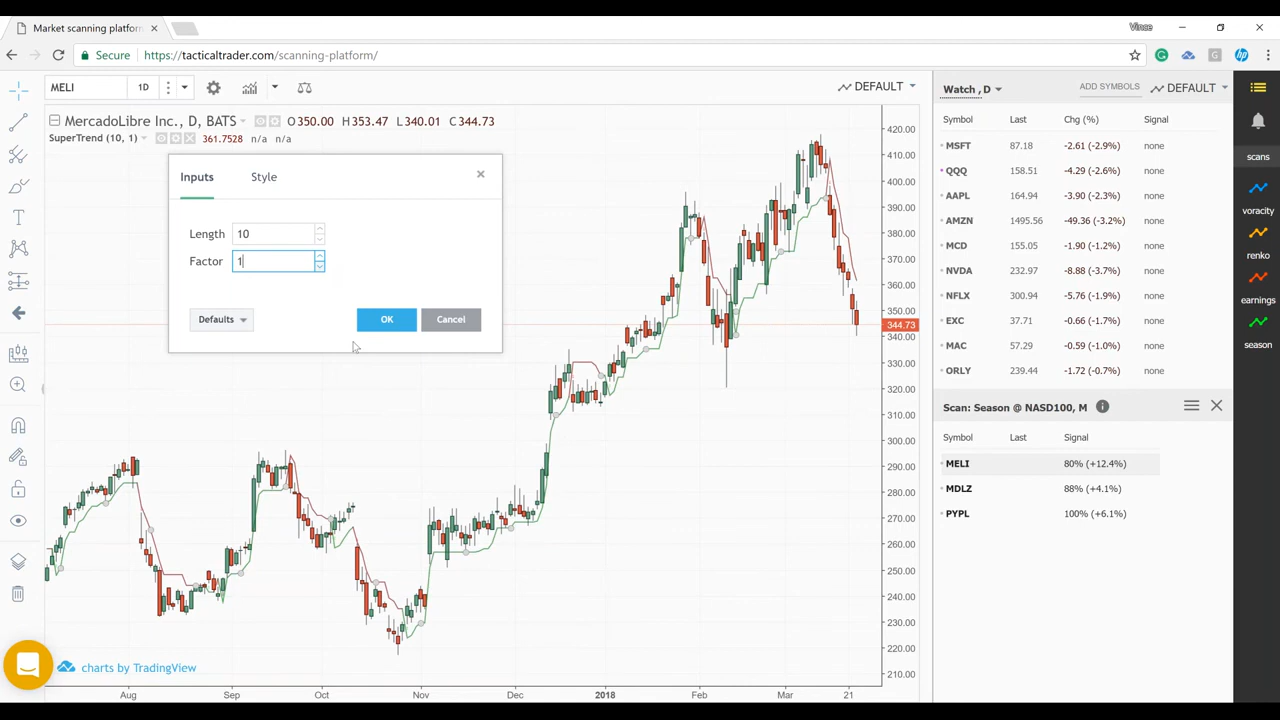 Market scanning platform
Vince
Secure
https://tacticaltrader.com/scanning-platform/
G
hp
MELI
1D
DEFAULT
MercadoLibre Inc., D, BATS
O350.00 H353.47 L340.01 C344.73
SuperTrend (10, 1)
361.7528 n/a n/a
Inputs
Style
Length
10
Factor
1
Defaults
OK
Cancel
T
420.00
410.00
400.00
390.00
380.00
370.00
360.00
350.00
344.73
340.00
330.00
320.00
310.00
300.00
290.00
280.00
270.00
260.00
250.00
240.00
230.00
220.00
210.00
charts by TradingView
Aug Sep Oct Nov Dec 2018 Feb Mar 21
Watch , D
ADD SYMBOLS
DEFAULT
Symbol Last Chg (%) Signal
MSFT 87.18 -2.61 (-2.9%) none
QQQ 158.51 -4.29 (-2.6%) none
AAPL 164.94 -3.90 (-2.3%) none
AMZN 1495.56 -49.36 (-3.2%) none
MCD 155.05 -1.90 (-1.2%) none
NVDA 232.97 -8.88 (-3.7%) none
NFLX 300.94 -5.76 (-1.9%) none
EXC 37.71 -0.66 (-1.7%) none
MAC 57.29 -0.59 (-1.0%) none
ORLY 239.44 -1.72 (-0.7%) none
Scan: Season @ NASD100, M
Symbol Last Signal
MELI 80% (+12.4%)
MDLZ 88% (+4.1%)
PYPL 100% (+6.1%)
scans
voracity
renko
earnings
season